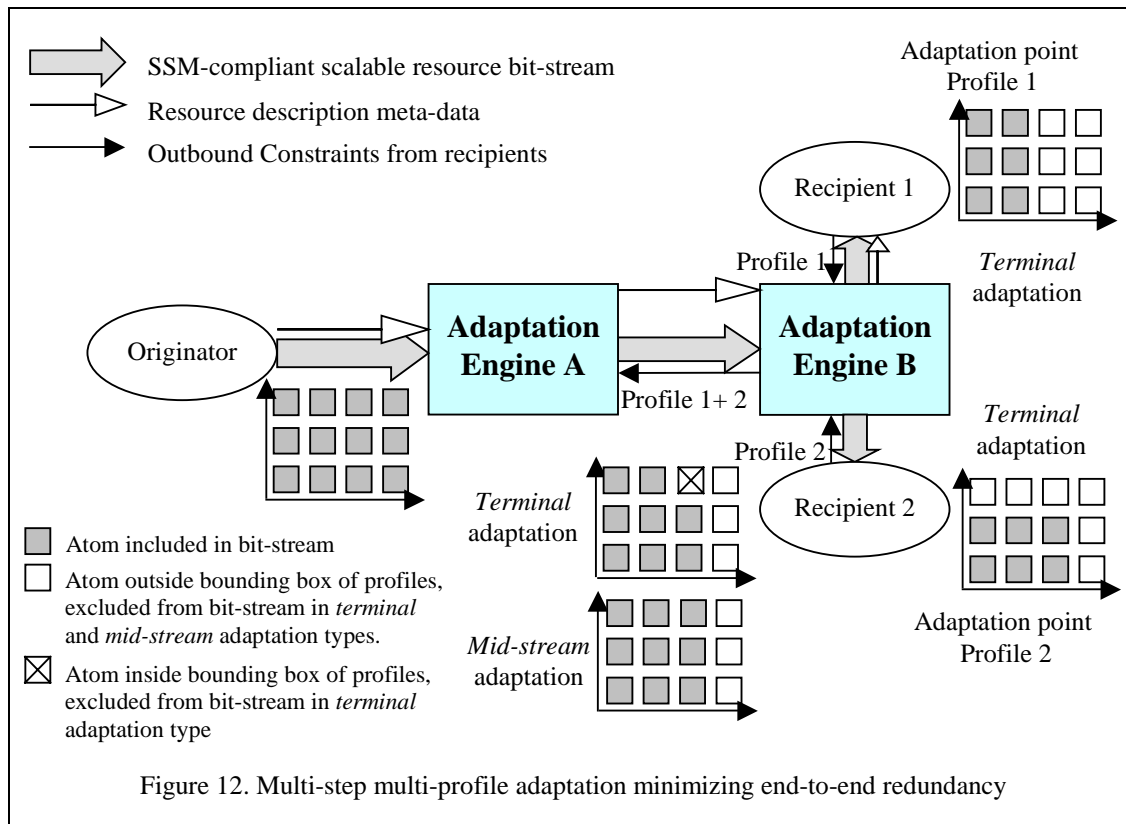 SSM-compliant scalable resource bit-stream
Resource description meta-data
Outbound Constraints from recipients
Adaptation point
Profile 1
Recipient 1
Profile 1
Terminal
adaptation
Originator
Adaptation
Engine A
Adaptation
Engine B
Profile 1+ 2
Profile 2
Terminal
adaptation
Recipient 2
Terminal
adaptation
Mid-stream
adaptation
Adaptation point
Profile 2
Atom included in bit-stream
Atom outside bounding box of profiles,
excluded from bit-stream in terminal
and mid-stream adaptation types.
Atom inside bounding box of profiles,
excluded from bit-stream in terminal
adaptation type
Figure 12. Multi-step multi-profile adaptation minimizing end-to-end redundancy